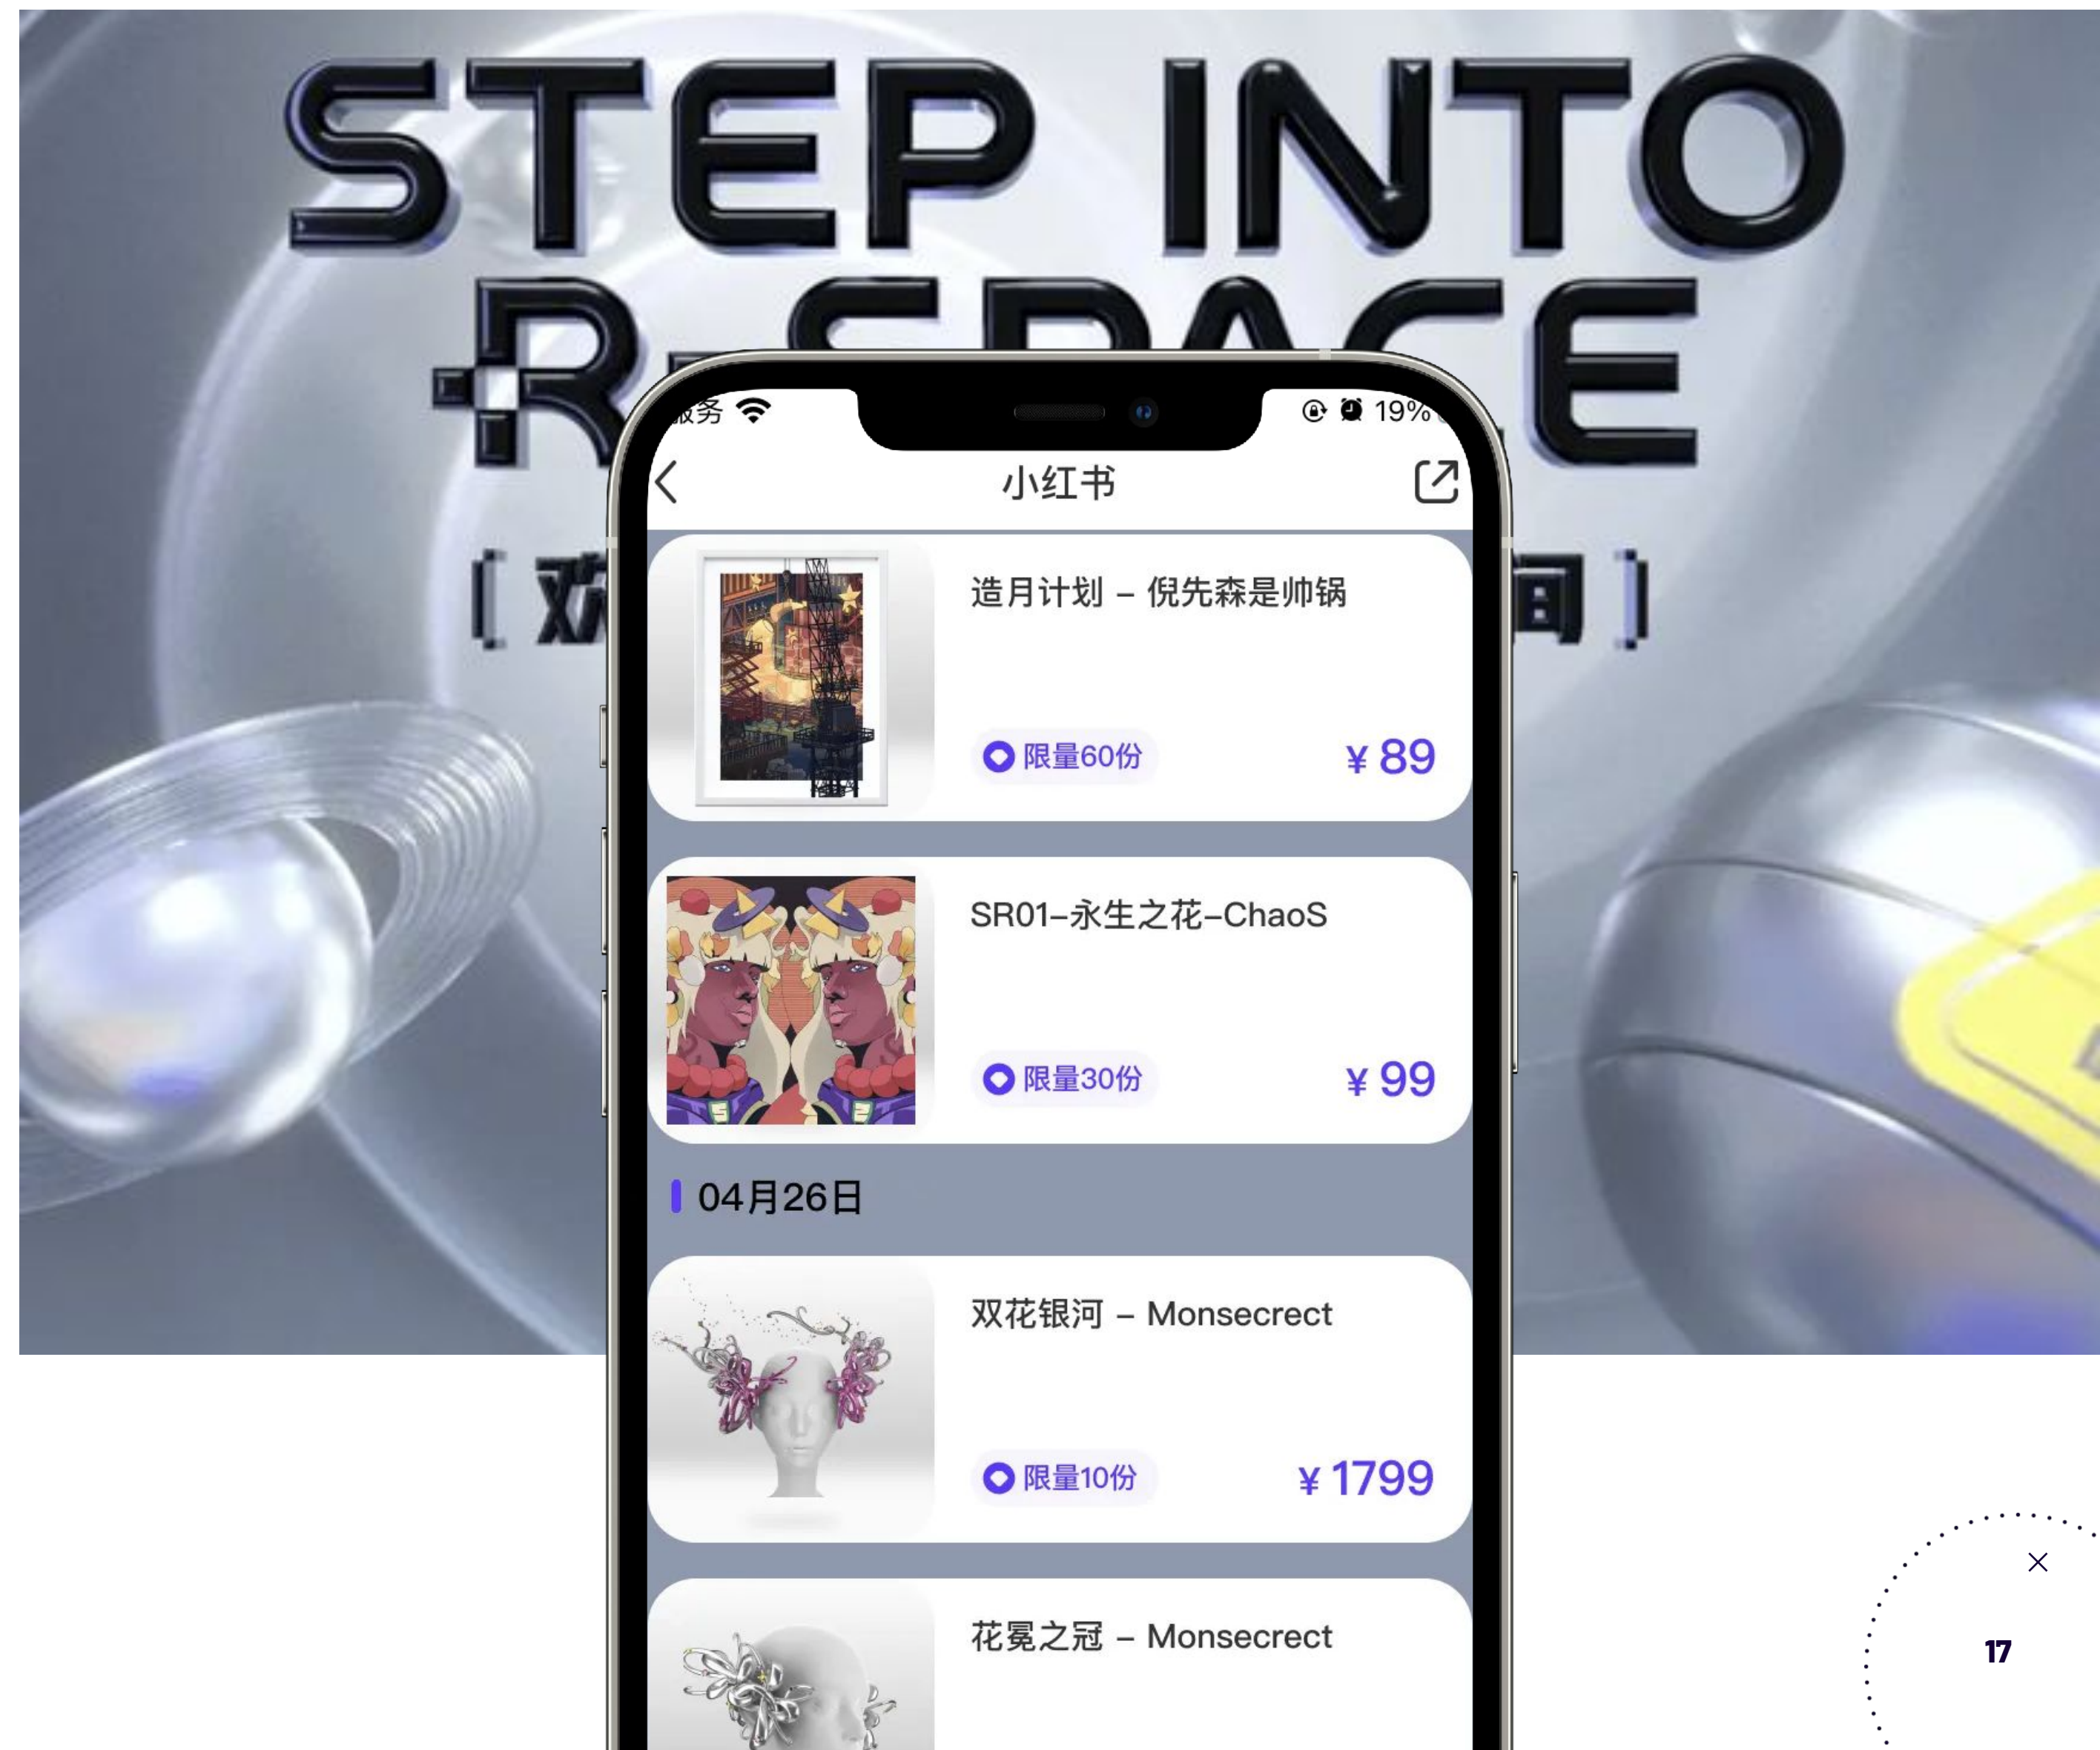 STEP INTO
R-SPACE
务
19%
小红书
造月计划 – 倪先森是帅锅
限量60份
¥ 89
SR01–永生之花–ChaoS
限量30份
¥ 99
04月26日
双花银河 – Monsecrect
限量10份
¥ 1799
花冕之冠 – Monsecrect
17